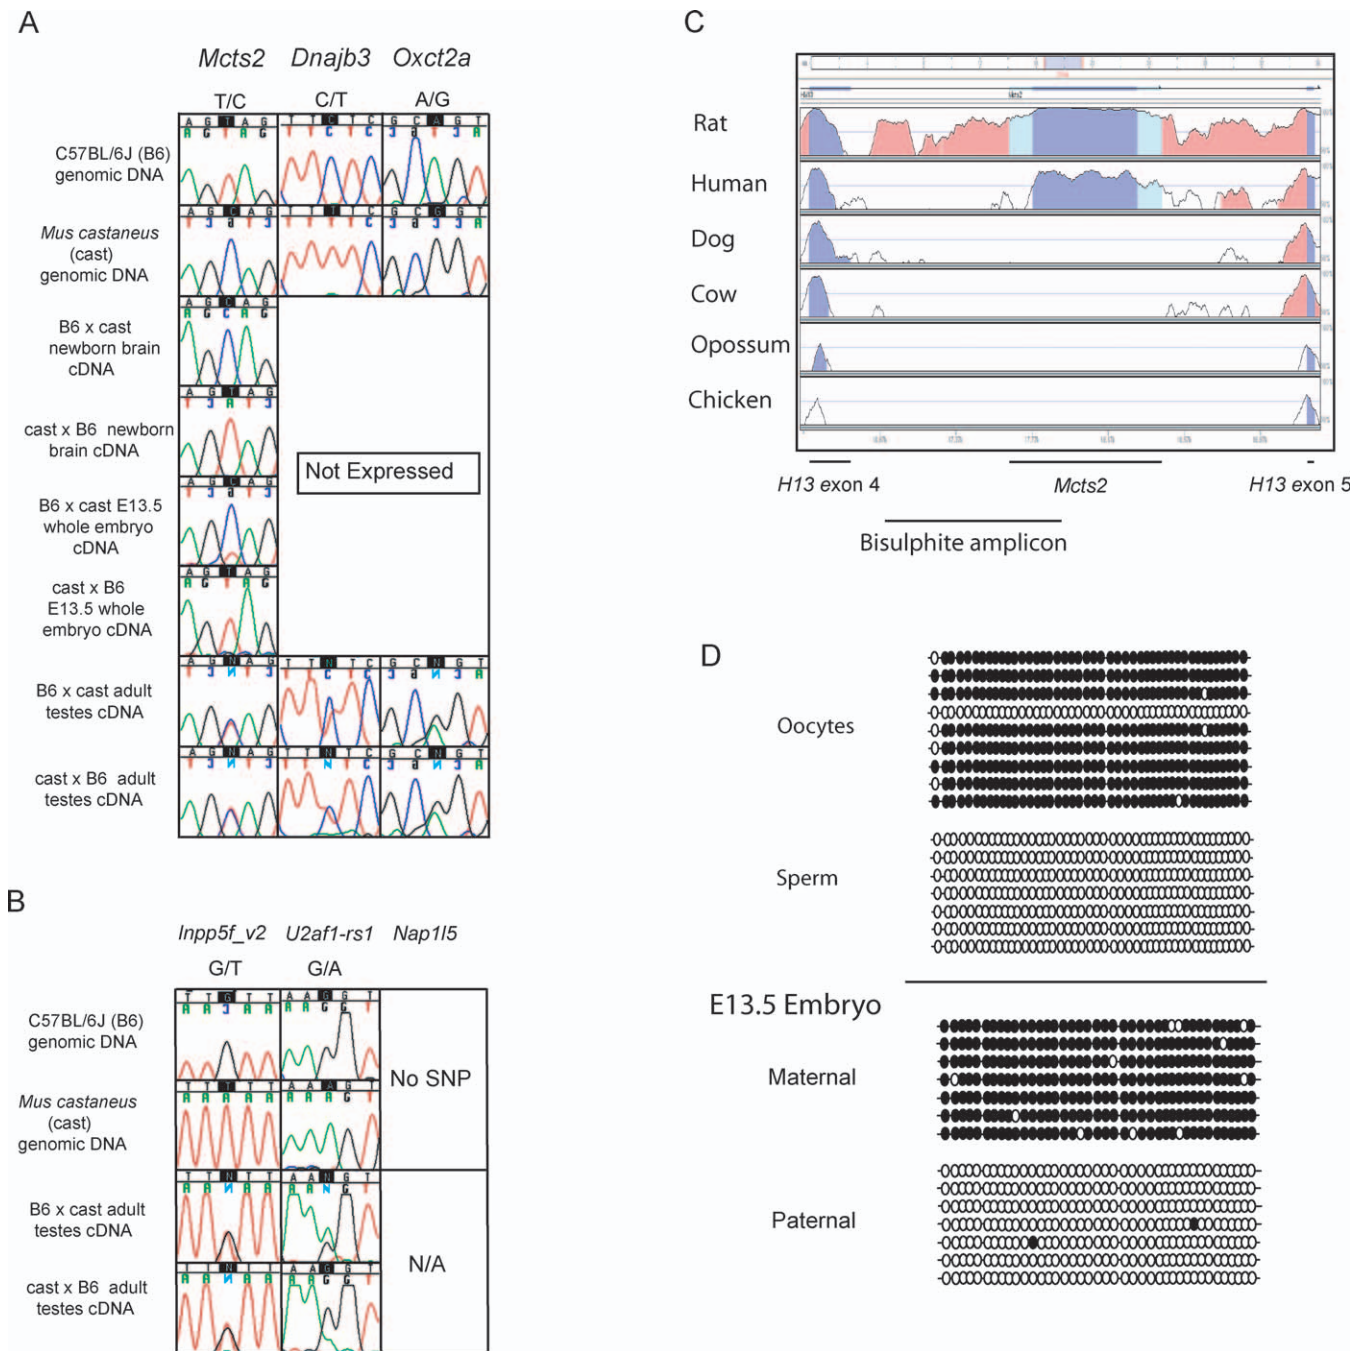 A
Mcts2 Dnajb3 Oxct2a
T/C C/T A/G
C57BL/6J (B6)
genomic DNA
A G T A G
T T C T C
G C A G T
Mus castaneus
(cast)
genomic DNA
A G C A G
T T T T C
G C G G T
B6 x cast
newborn brain
cDNA
A G C A G
cast x B6 newborn
brain cDNA
A G T A G
Not Expressed
B6 x cast E13.5
whole embryo
cDNA
A G C A G
cast x B6
E13.5 whole
embryo cDNA
A G T A G
B6 x cast adult
testes cDNA
A G N A G
T T N T C
G C N G T
cast x B6 adult
testes cDNA
A G N A G
T T N T C
G C N G T
B
Inpp5f_v2 U2af1-rs1 Nap1l5
G/T G/A
C57BL/6J (B6)
genomic DNA
T T G T T
A A G G T
No SNP
Mus castaneus
(cast)
genomic DNA
T T T T T
A A A G T
B6 x cast adult
testes cDNA
T T N T T
A A N G T
N/A
cast x B6 adult
testes cDNA
T T N T T
A A G G T
C
Mcts2
Rat
Human
Dog
Cow
Opossum
Chicken
H13 exon 4 Mcts2 H13 exon 5
Bisulphite amplicon
D
Oocytes
Sperm
E13.5 Embryo
Maternal
Paternal